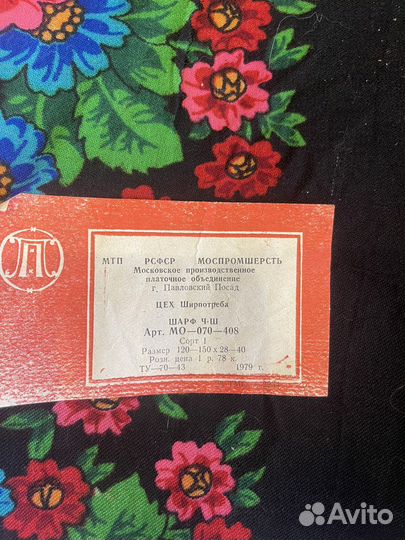 МТП РСФСР МОСПРОМШЕРСТЬ
Московское производственное
платочное объединение
г. Павловский Посад
ЦЕХ Ширпотреба
ШАРФ Ч-Ш
Арт. МО—070—408
Сорт I
Размер 120—150 х 28—40
Розн. цена 1 р. 78 к.
ТУ—70—43 1979 г.
Avito